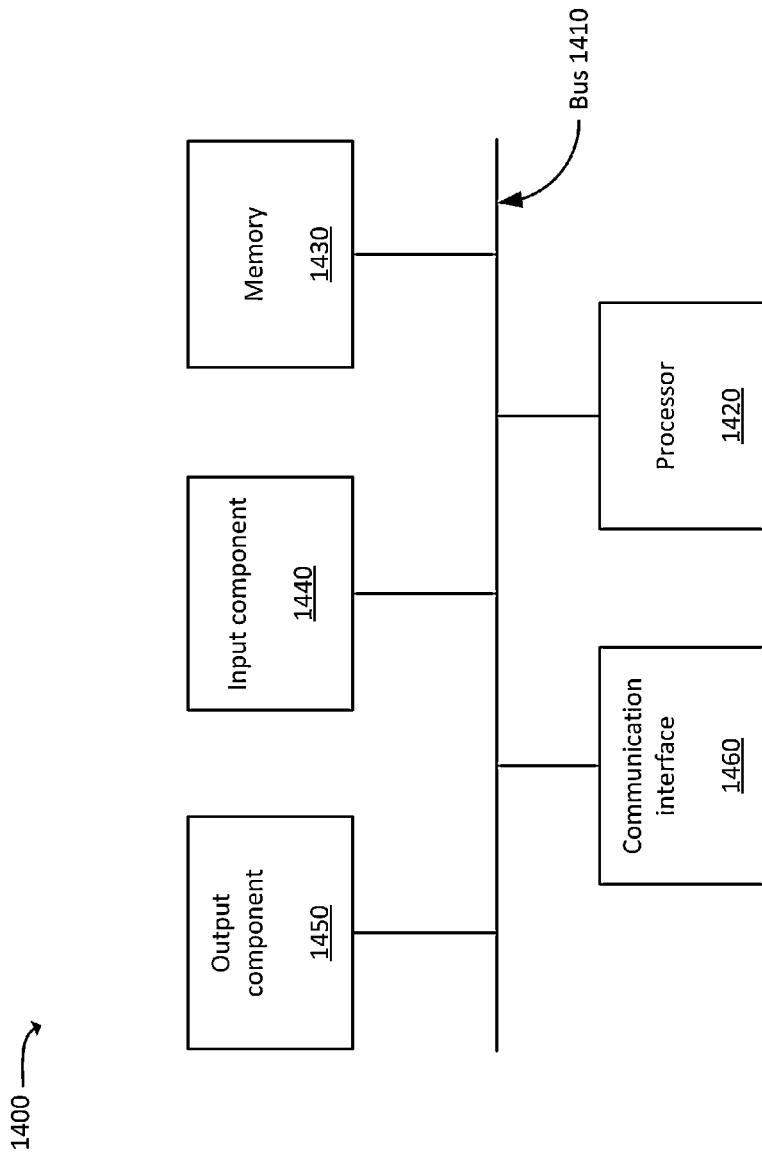 1400
Output
component
1450
Input component
1440
Memory
1430
Bus 1410
Communication
interface
1460
Processor
1420